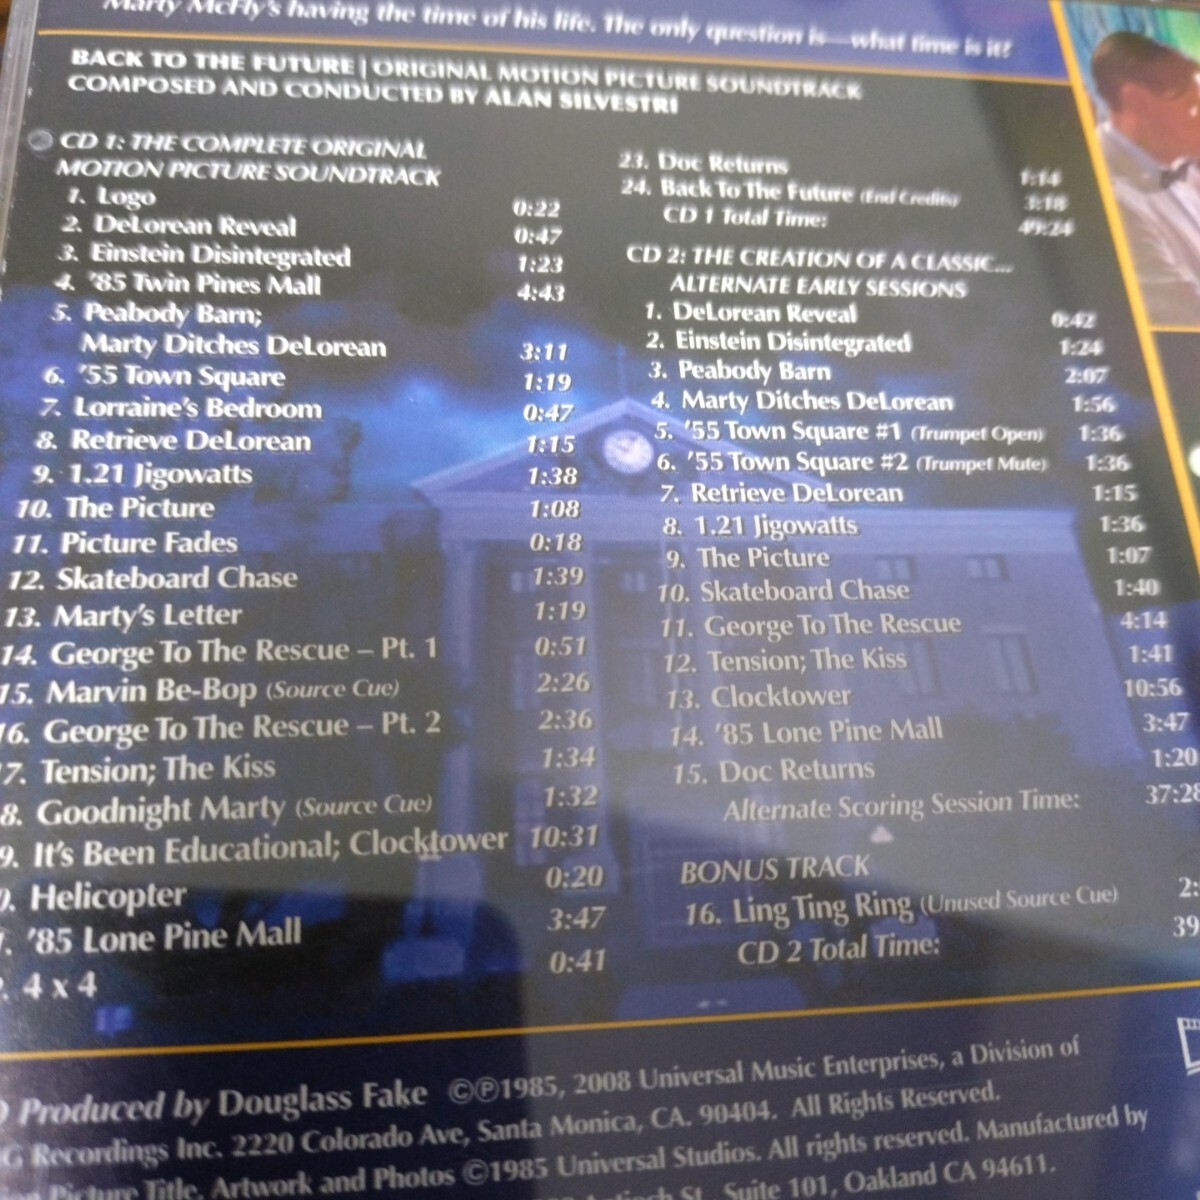 Marty McFly's having the time of his life. The only question is—what time is it?
BACK TO THE FUTURE | ORIGINAL MOTION PICTURE SOUNDTRACK
COMPOSED AND CONDUCTED BY ALAN SILVESTRI
CD 1: THE COMPLETE ORIGINAL
MOTION PICTURE SOUNDTRACK
1. Logo 0:22
2. DeLorean Reveal 0:47
3. Einstein Disintegrated 1:23
4. '85 Twin Pines Mall 4:43
5. Peabody Barn;
Marty Ditches DeLorean 3:11
6. '55 Town Square 1:19
7. Lorraine's Bedroom 0:47
8. Retrieve DeLorean 1:15
9. 1.21 Jigowatts 1:38
10. The Picture 1:08
11. Picture Fades 0:18
12. Skateboard Chase 1:39
13. Marty's Letter 1:19
14. George To The Rescue – Pt. 1 0:51
15. Marvin Be-Bop (Source Cue) 2:26
16. George To The Rescue – Pt. 2 2:36
7. Tension; The Kiss 1:34
8. Goodnight Marty (Source Cue) 1:32
9. It's Been Educational; Clocktower 10:31
0. Helicopter 0:20
. '85 Lone Pine Mall 3:47
. 4 x 4 0:41
23. Doc Returns 1:14
24. Back To The Future (End Credits) 3:18
CD 1 Total Time: 49:24
CD 2: THE CREATION OF A CLASSIC...
ALTERNATE EARLY SESSIONS
1. DeLorean Reveal 0:42
2. Einstein Disintegrated 1:24
3. Peabody Barn 2:07
4. Marty Ditches DeLorean 1:56
5. '55 Town Square #1 (Trumpet Open) 1:36
6. '55 Town Square #2 (Trumpet Mute) 1:36
7. Retrieve DeLorean 1:15
8. 1.21 Jigowatts 1:36
9. The Picture 1:07
10. Skateboard Chase 1:40
11. George To The Rescue 4:14
12. Tension; The Kiss 1:41
13. Clocktower 10:56
14. '85 Lone Pine Mall 3:47
15. Doc Returns 1:20
Alternate Scoring Session Time: 37:28
BONUS TRACK
16. Ling Ting Ring (Unused Source Cue) 2:
CD 2 Total Time: 39
Produced by Douglass Fake ©℗1985, 2008 Universal Music Enterprises, a Division of
G Recordings Inc. 2220 Colorado Ave, Santa Monica, CA. 90404. All Rights Reserved.
Picture Title, Artwork and Photos ©1985 Universal Studios. All rights reserved. Manufactured by
St., Suite 101, Oakland CA 94611.